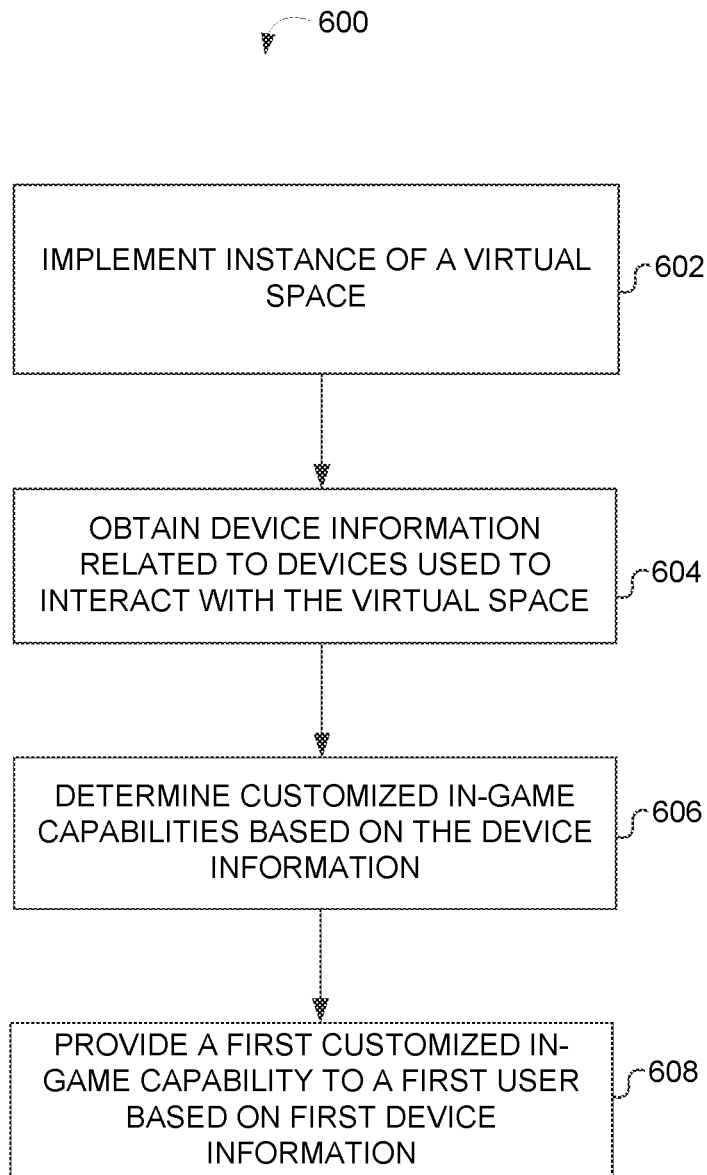 600
IMPLEMENT INSTANCE OF A VIRTUAL
SPACE
602
OBTAIN DEVICE INFORMATION
RELATED TO DEVICES USED TO
INTERACT WITH THE VIRTUAL SPACE
604
DETERMINE CUSTOMIZED IN-GAME
CAPABILITIES BASED ON THE DEVICE
INFORMATION
606
PROVIDE A FIRST CUSTOMIZED IN-
GAME CAPABILITY TO A FIRST USER
BASED ON FIRST DEVICE
INFORMATION
608